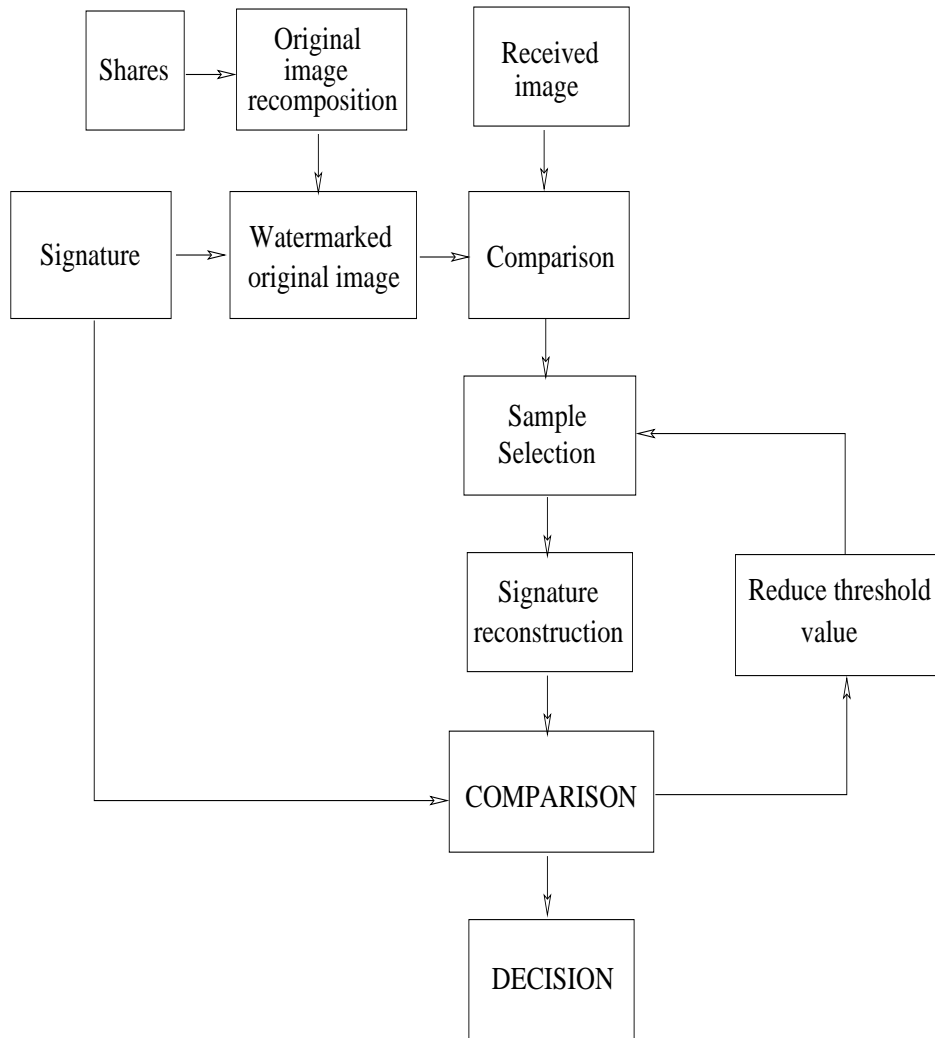 Shares
Original
image
recomposition
Received
image
Signature
Watermarked
original image
Comparison
Sample
Selection
Signature
reconstruction
Reduce threshold
value
COMPARISON
DECISION